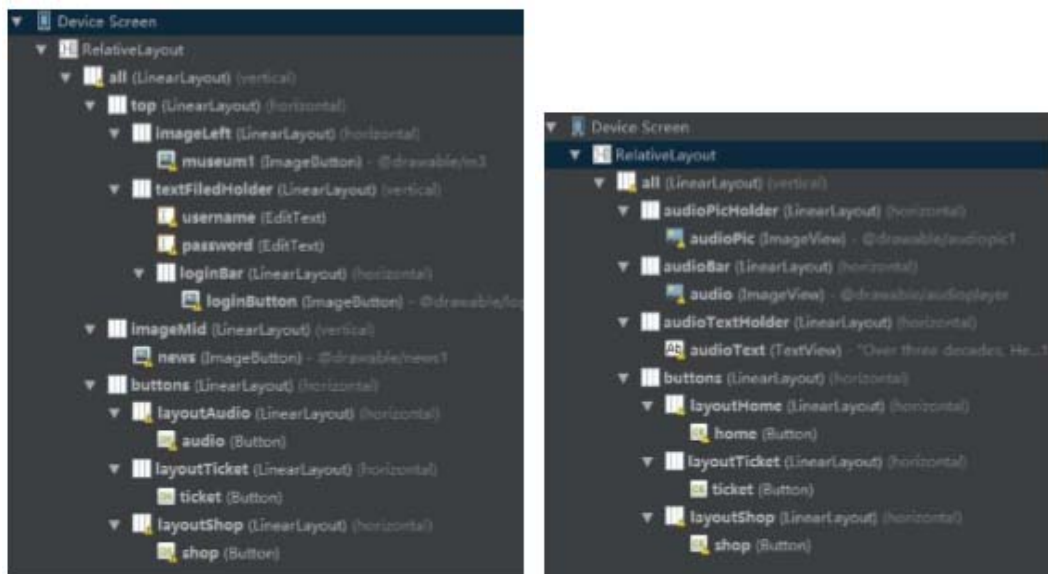 Device Screen
RelativeLayout
all (LinearLayout) (vertical)
top (LinearLayout) (horizontal)
imageLeft (LinearLayout) (horizontal)
museum1 (ImageButton) - @drawable/m3
textFiledHolder (LinearLayout) (vertical)
username (EditText)
password (EditText)
loginBar (LinearLayout) (horizontal)
loginButton (ImageButton) - @drawable/log
imageMid (LinearLayout) (vertical)
news (ImageButton) - @drawable/news1
buttons (LinearLayout) (horizontal)
layoutAudio (LinearLayout) (horizontal)
audio (Button)
layoutTicket (LinearLayout) (horizontal)
ticket (Button)
layoutShop (LinearLayout) (horizontal)
shop (Button)
Device Screen
RelativeLayout
all (LinearLayout) (vertical)
audioPicHolder (LinearLayout) (horizontal)
audioPic (ImageView) - @drawable/audiopic1
audioBar (LinearLayout) (horizontal)
audio (ImageView) - @drawable/audioplayer
audioTextHolder (LinearLayout) (horizontal)
Ab audioText (TextView) - "Over three decades, He...1
buttons (LinearLayout) (horizontal)
layoutHome (LinearLayout) (horizontal)
home (Button)
layoutTicket (LinearLayout) (horizontal)
ticket (Button)
layoutShop (LinearLayout) (horizontal)
shop (Button)